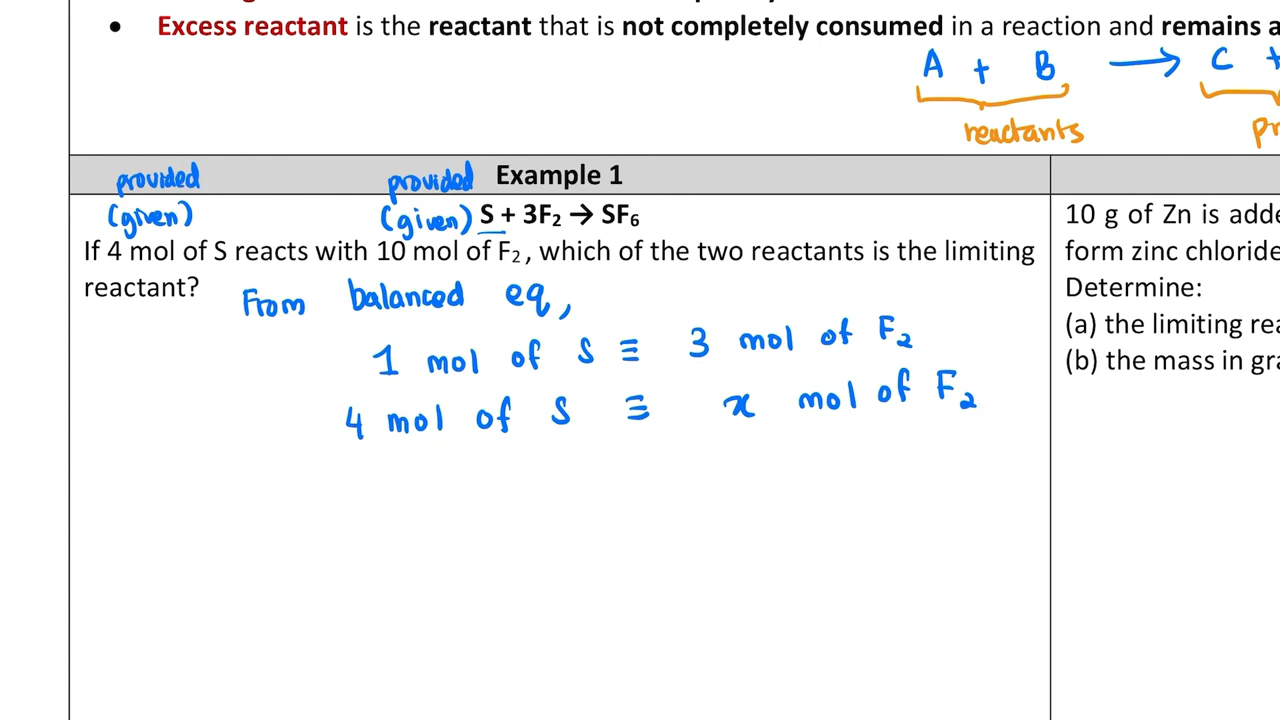 • Excess reactant is the reactant that is not completely consumed in a reaction and remains a
A + B → C +
reactants
Example 1
provided
(given)
provided
(given)
S + 3F₂ → SF₆
If 4 mol of S reacts with 10 mol of F₂, which of the two reactants is the limiting
reactant?
From balanced eq,
1 mol of S ≡ 3 mol of F₂
4 mol of S ≡ x mol of F₂
10 g of Zn is adde
form zinc chloride
Determine:
(a) the limiting rea
(b) the mass in gra